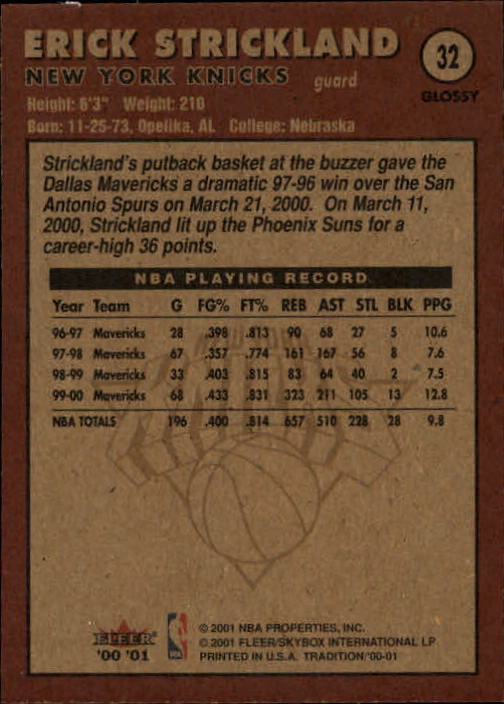 ERICK STRICKLAND
32
NEW YORK KNICKS guard
GLOSSY
Height: 6'3" Weight: 210
Born: 11-25-73, Opelika, AL College: Nebraska
Strickland's putback basket at the buzzer gave the
Dallas Mavericks a dramatic 97-96 win over the San
Antonio Spurs on March 21, 2000. On March 11,
2000, Strickland lit up the Phoenix Suns for a
career-high 36 points.
NBA PLAYING RECORD
Year Team G FG% FT% REB AST STL BLK PPG
96-97 Mavericks 28 .398 .813 90 68 27 5 10.6
97-98 Mavericks 67 .357 .774 161 167 56 8 7.6
98-99 Mavericks 33 .403 .815 83 64 40 2 7.5
99-00 Mavericks 68 .433 .831 323 211 105 13 12.8
NBA TOTALS 196 .400 .814 657 510 228 28 9.8
FLEER
'00 '01
© 2001 NBA PROPERTIES, INC.
© 2001 FLEER/SKYBOX INTERNATIONAL LP
PRINTED IN U.S.A. TRADITION/'00-01